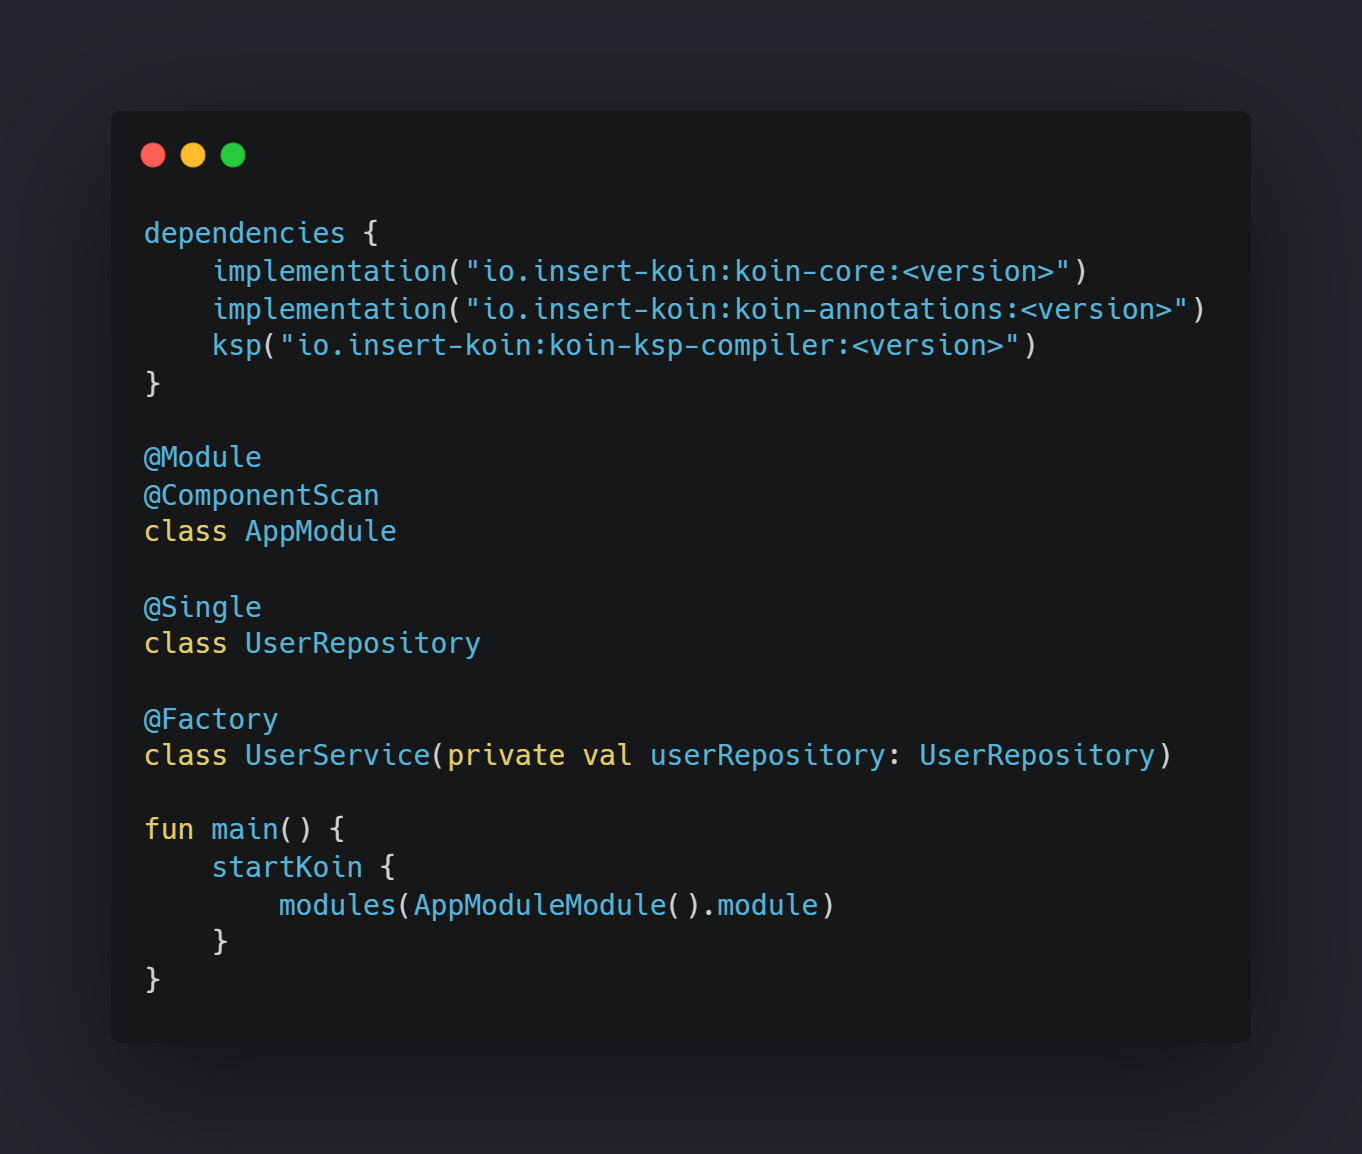 dependencies {
    implementation("io.insert-koin:koin-core:<version>")
    implementation("io.insert-koin:koin-annotations:<version>")
    ksp("io.insert-koin:koin-ksp-compiler:<version>")
}

@Module
@ComponentScan
class AppModule

@Single
class UserRepository

@Factory
class UserService(private val userRepository: UserRepository)

fun main() {
    startKoin {
        modules(AppModuleModule().module)
    }
}